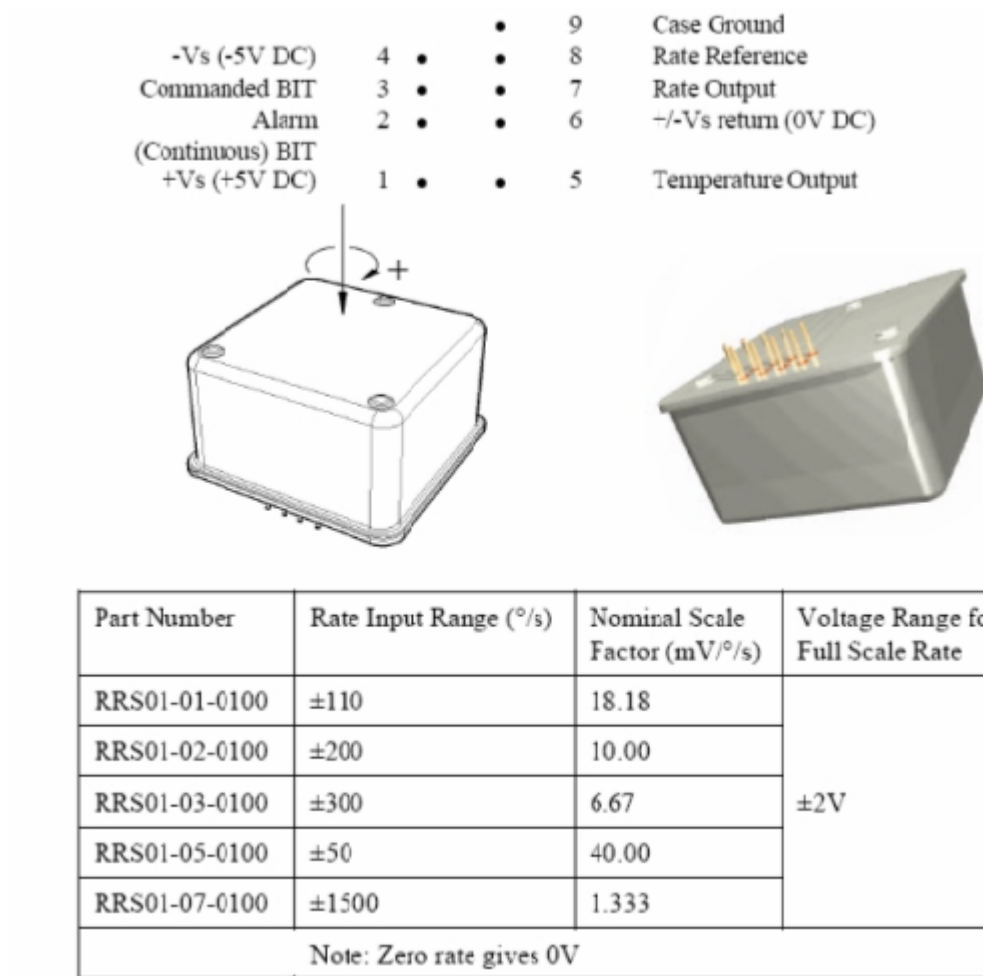 9 Case Ground
-Vs (-5V DC) 4 8 Rate Reference
Commanded BIT 3 7 Rate Output
Alarm 2 6 +/-Vs return (0V DC)
(Continuous) BIT
+Vs (+5V DC) 1 5 Temperature Output
+
Part Number Rate Input Range (°/s) Nominal Scale Voltage Range fo
Factor (mV/°/s) Full Scale Rate
RRS01-01-0100 ±110 18.18
RRS01-02-0100 ±200 10.00
RRS01-03-0100 ±300 6.67 ±2V
RRS01-05-0100 ±50 40.00
RRS01-07-0100 ±1500 1.333
Note: Zero rate gives 0V